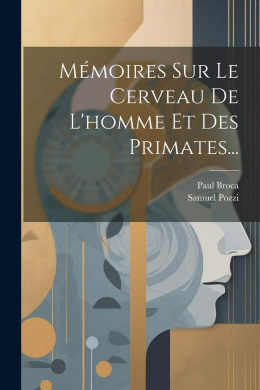 Mémoires Sur Le
Cerveau De
L'homme Et Des
Primates...
Paul Broca
Samuel Pozzi